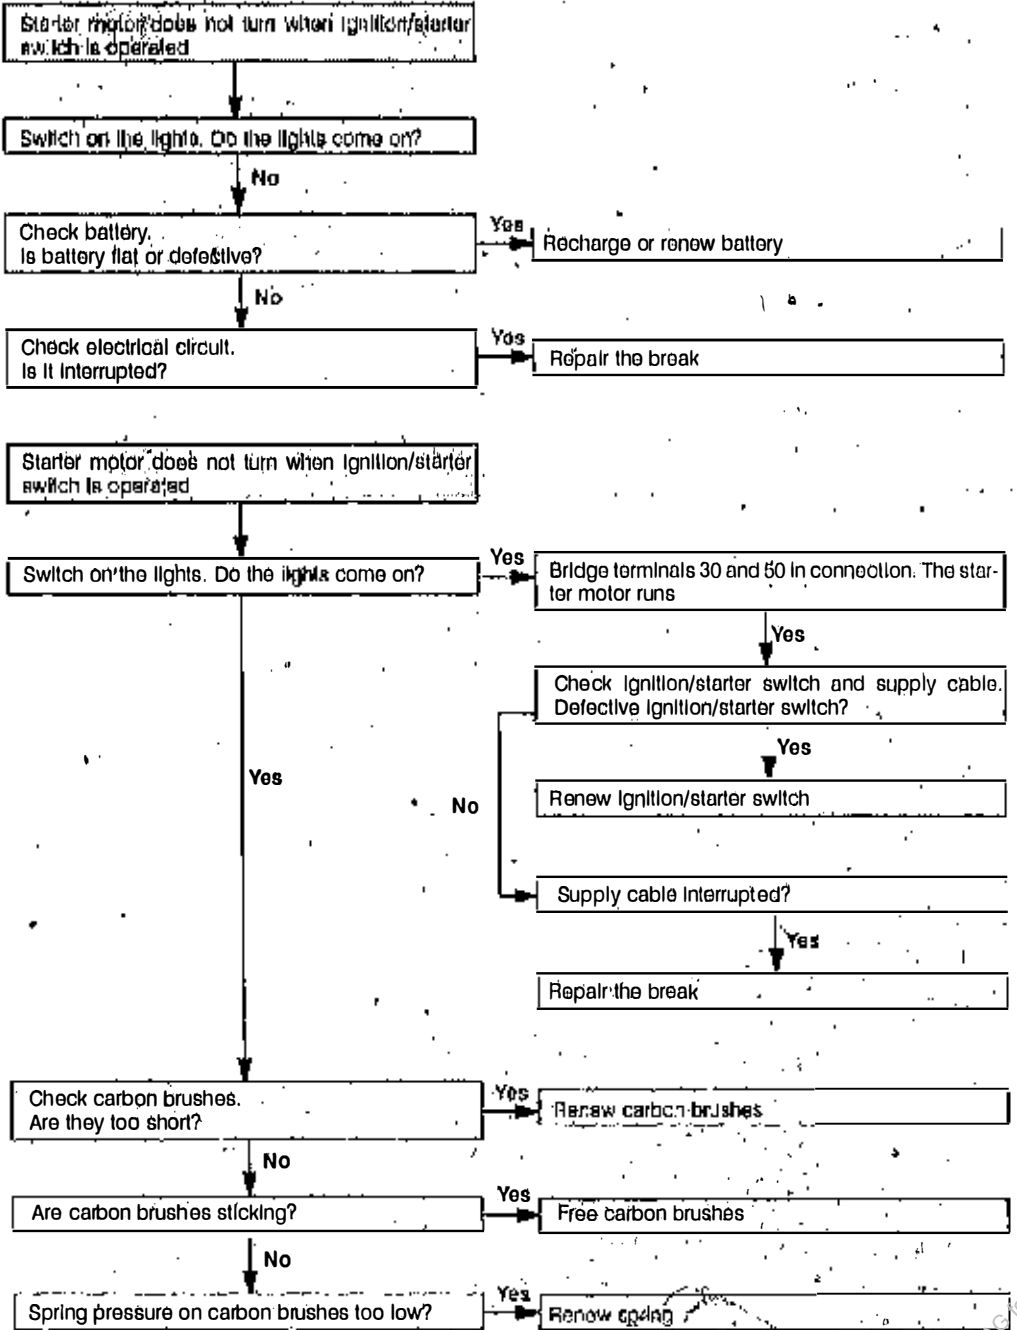 Starter motor does not turn when ignition/starter
switch is operated
Switch on the lights. Do the lights come on?
No
Check battery.
Is battery flat or defective?
Yes
Recharge or renew battery
No
Check electrical circuit.
Is it interrupted?
Yes
Repair the break
Starter motor does not turn when ignition/starter
switch is operated
Switch on the lights. Do the lights come on?
Yes
Bridge terminals 30 and 50 in connection. The star-
ter motor runs
Yes
Check ignition/starter switch and supply cable.
Defective ignition/starter switch?
Yes
Renew ignition/starter switch
No
Supply cable interrupted?
Yes
Repair the break
Yes
Check carbon brushes.
Are they too short?
Yes
Renew carbon brushes
No
Are carbon brushes sticking?
Yes
Free carbon brushes
No
Spring pressure on carbon brushes too low?
Yes
Renew spring